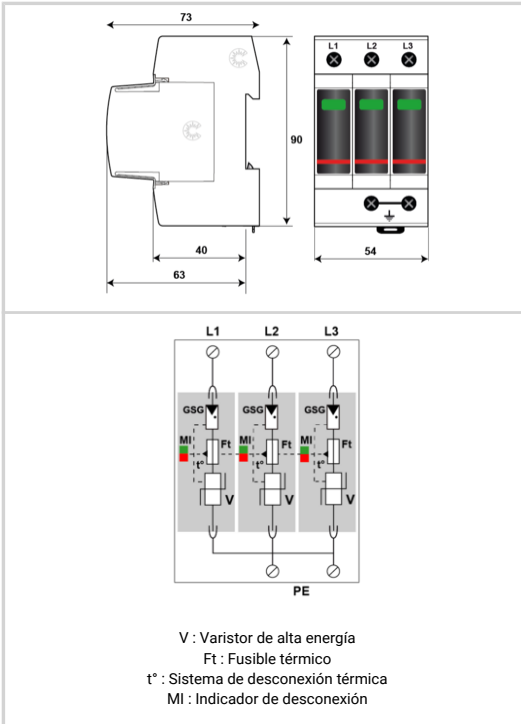 73
L1 L2 L3
90
40
63
54
L1 L2 L3
GSG GSG GSG
MI Ft MI Ft MI Ft
t° t° t°
V V V
PE
V : Varistor de alta energía
Ft : Fusible térmico
t° : Sistema de desconexión térmica
MI : Indicador de desconexión